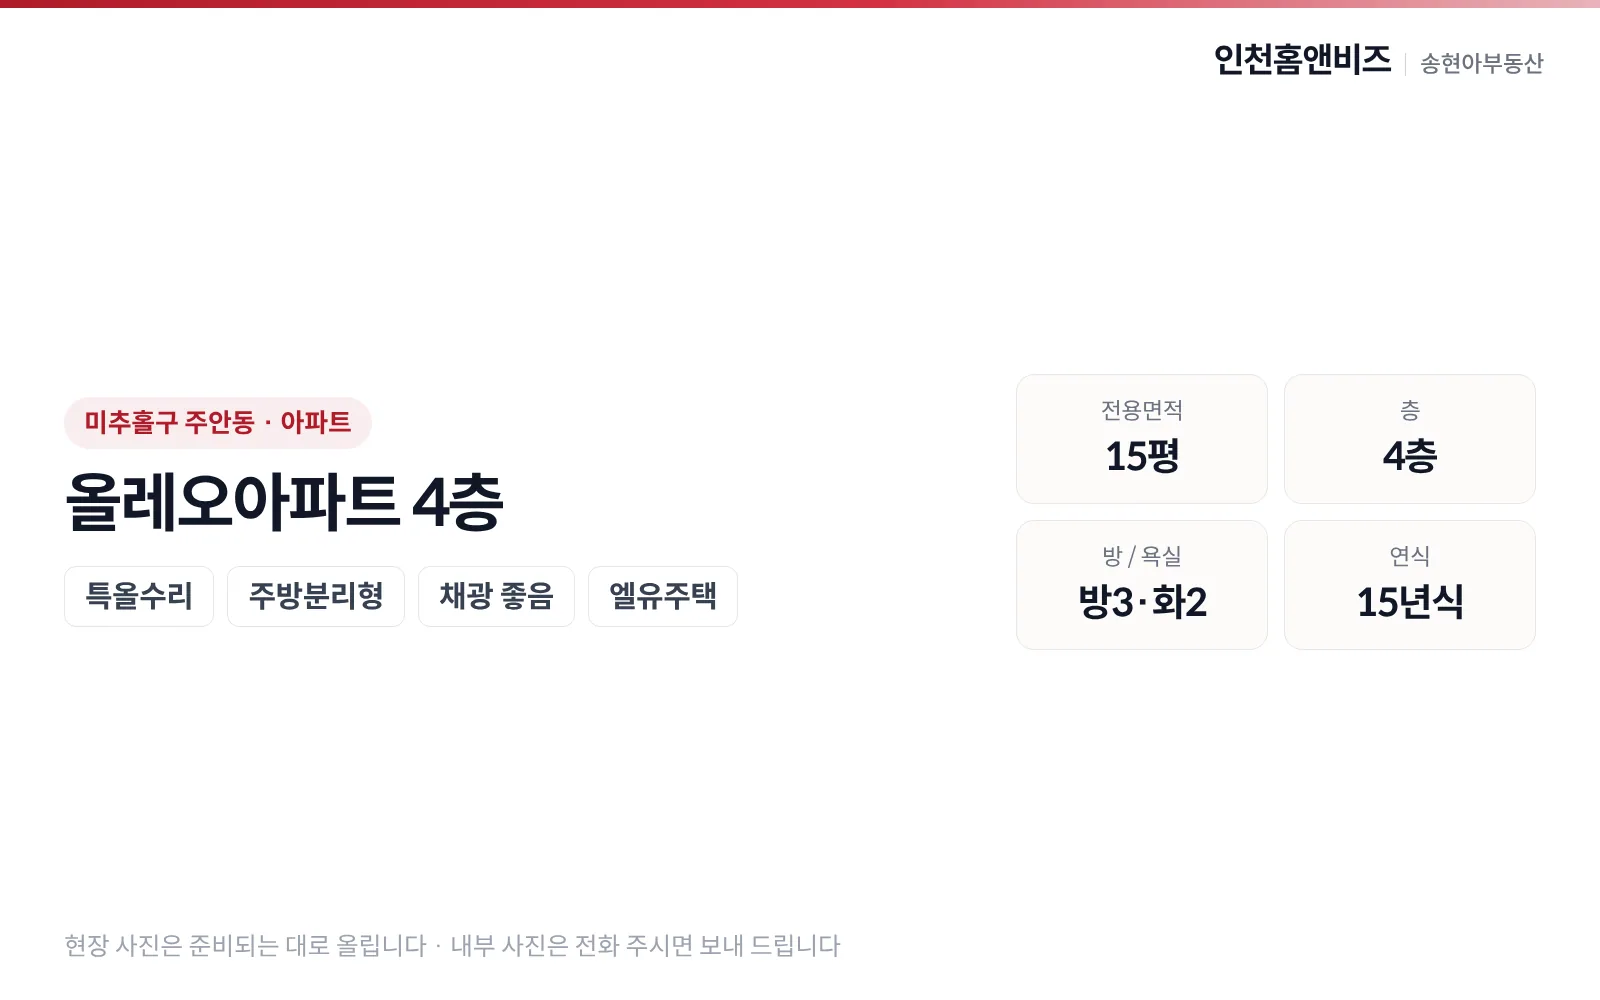 인천홈앤비즈 송현아부동산
미추홀구 주안동 · 아파트
올레오아파트 4층
특올수리 주방분리형 채광 좋음 엘유주택
전용면적
15평
층
4층
방 / 욕실
방3·화2
연식
15년식
현장 사진은 준비되는 대로 올립니다 · 내부 사진은 전화 주시면 보내 드립니다